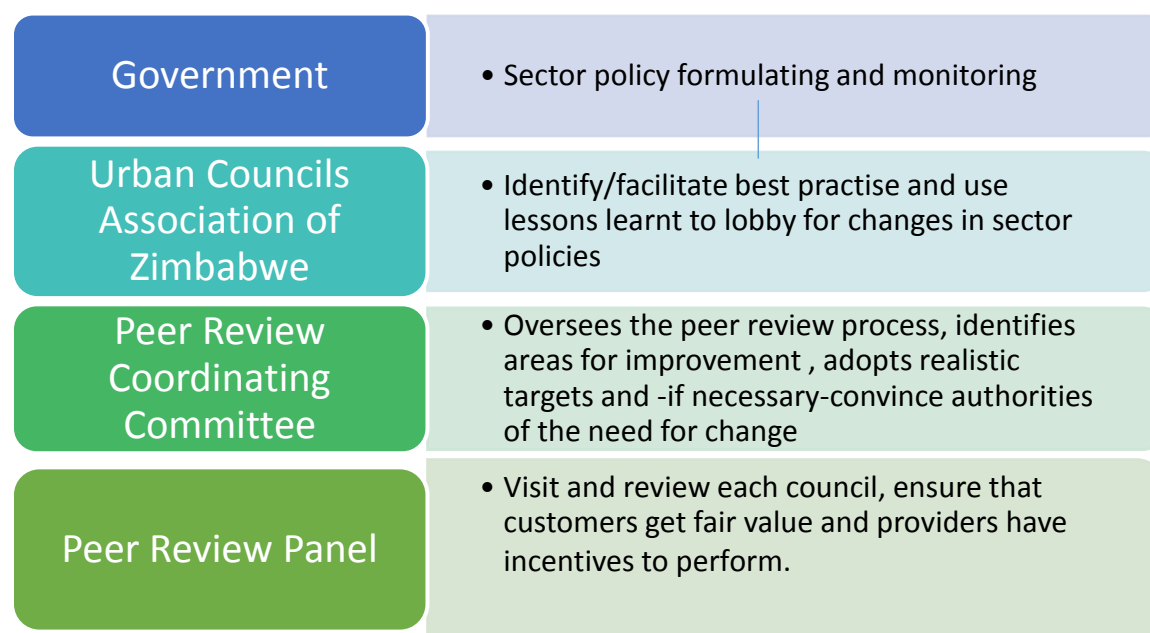 Government
• Sector policy formulating and monitoring
Urban Councils
Association of
Zimbabwe
• Identify/facilitate best practise and use
lessons learnt to lobby for changes in sector
policies
Peer Review
Coordinating
Committee
• Oversees the peer review process, identifies
areas for improvement , adopts realistic
targets and -if necessary-convince authorities
of the need for change
Peer Review Panel
• Visit and review each council, ensure that
customers get fair value and providers have
incentives to perform.